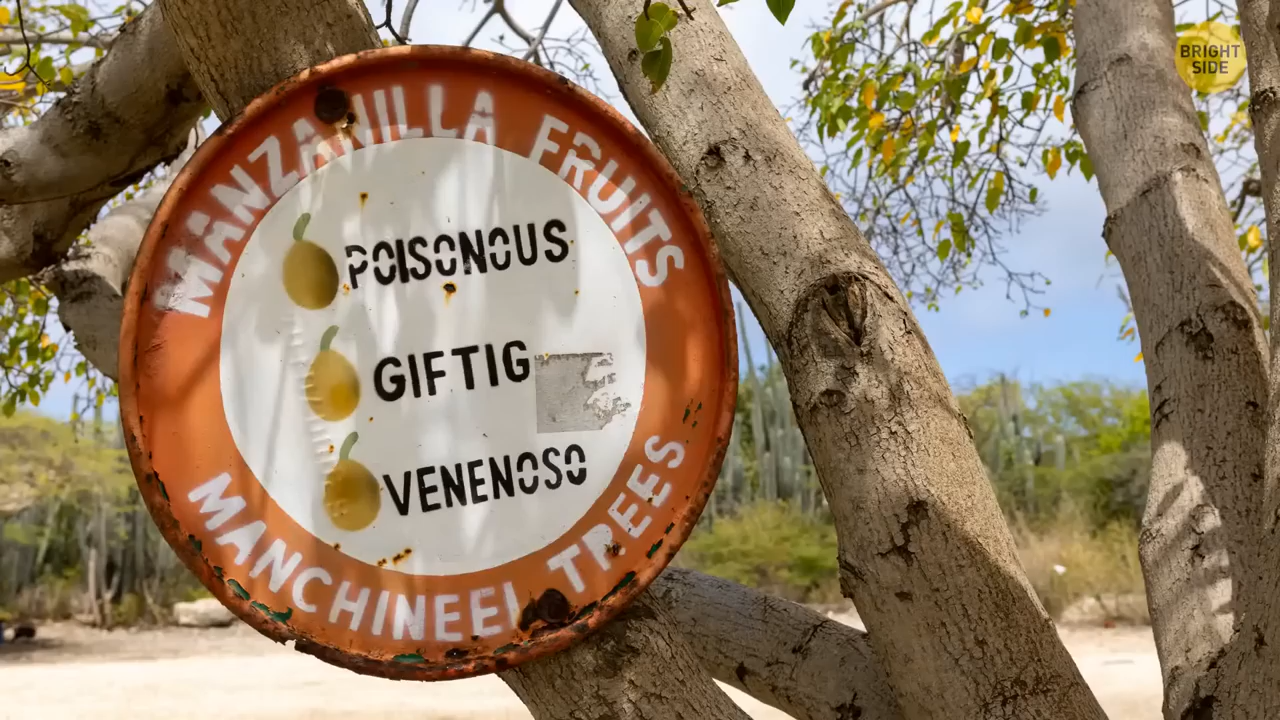 MANZANILLA FRUITS
POISONOUS
GIFTIG
VENENOSO
MANCHINEEL TREES
BRIGHT
SIDE